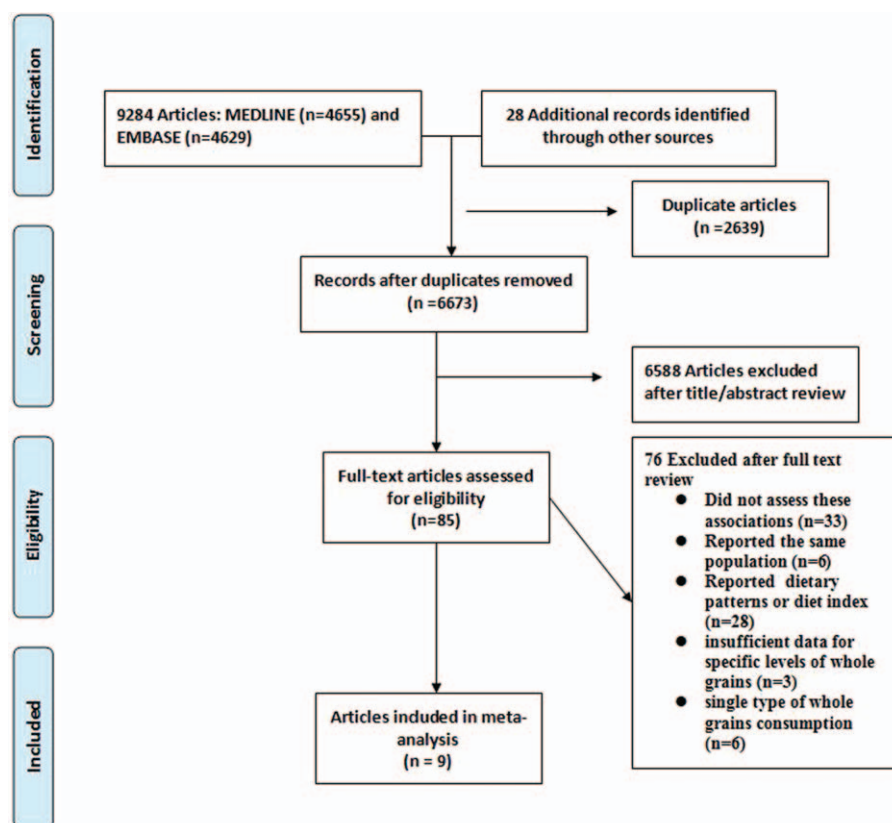 Identification
9284 Articles: MEDLINE (n=4655) and
EMBASE (n=4629)
28 Additional records identified
through other sources
Duplicate articles
(n =2639)
Screening
Records after duplicates removed
(n =6673)
6588 Articles excluded
after title/abstract review
Eligibility
Full-text articles assessed
for eligibility
(n=85)
76 Excluded after full text
review
● Did not assess these
associations (n=33)
● Reported the same
population (n=6)
● Reported dietary
patterns or diet index
(n=28)
● insufficient data for
specific levels of whole
grains (n=3)
● single type of whole
grains consumption
(n=6)
Included
Articles included in meta-
analysis
(n = 9)